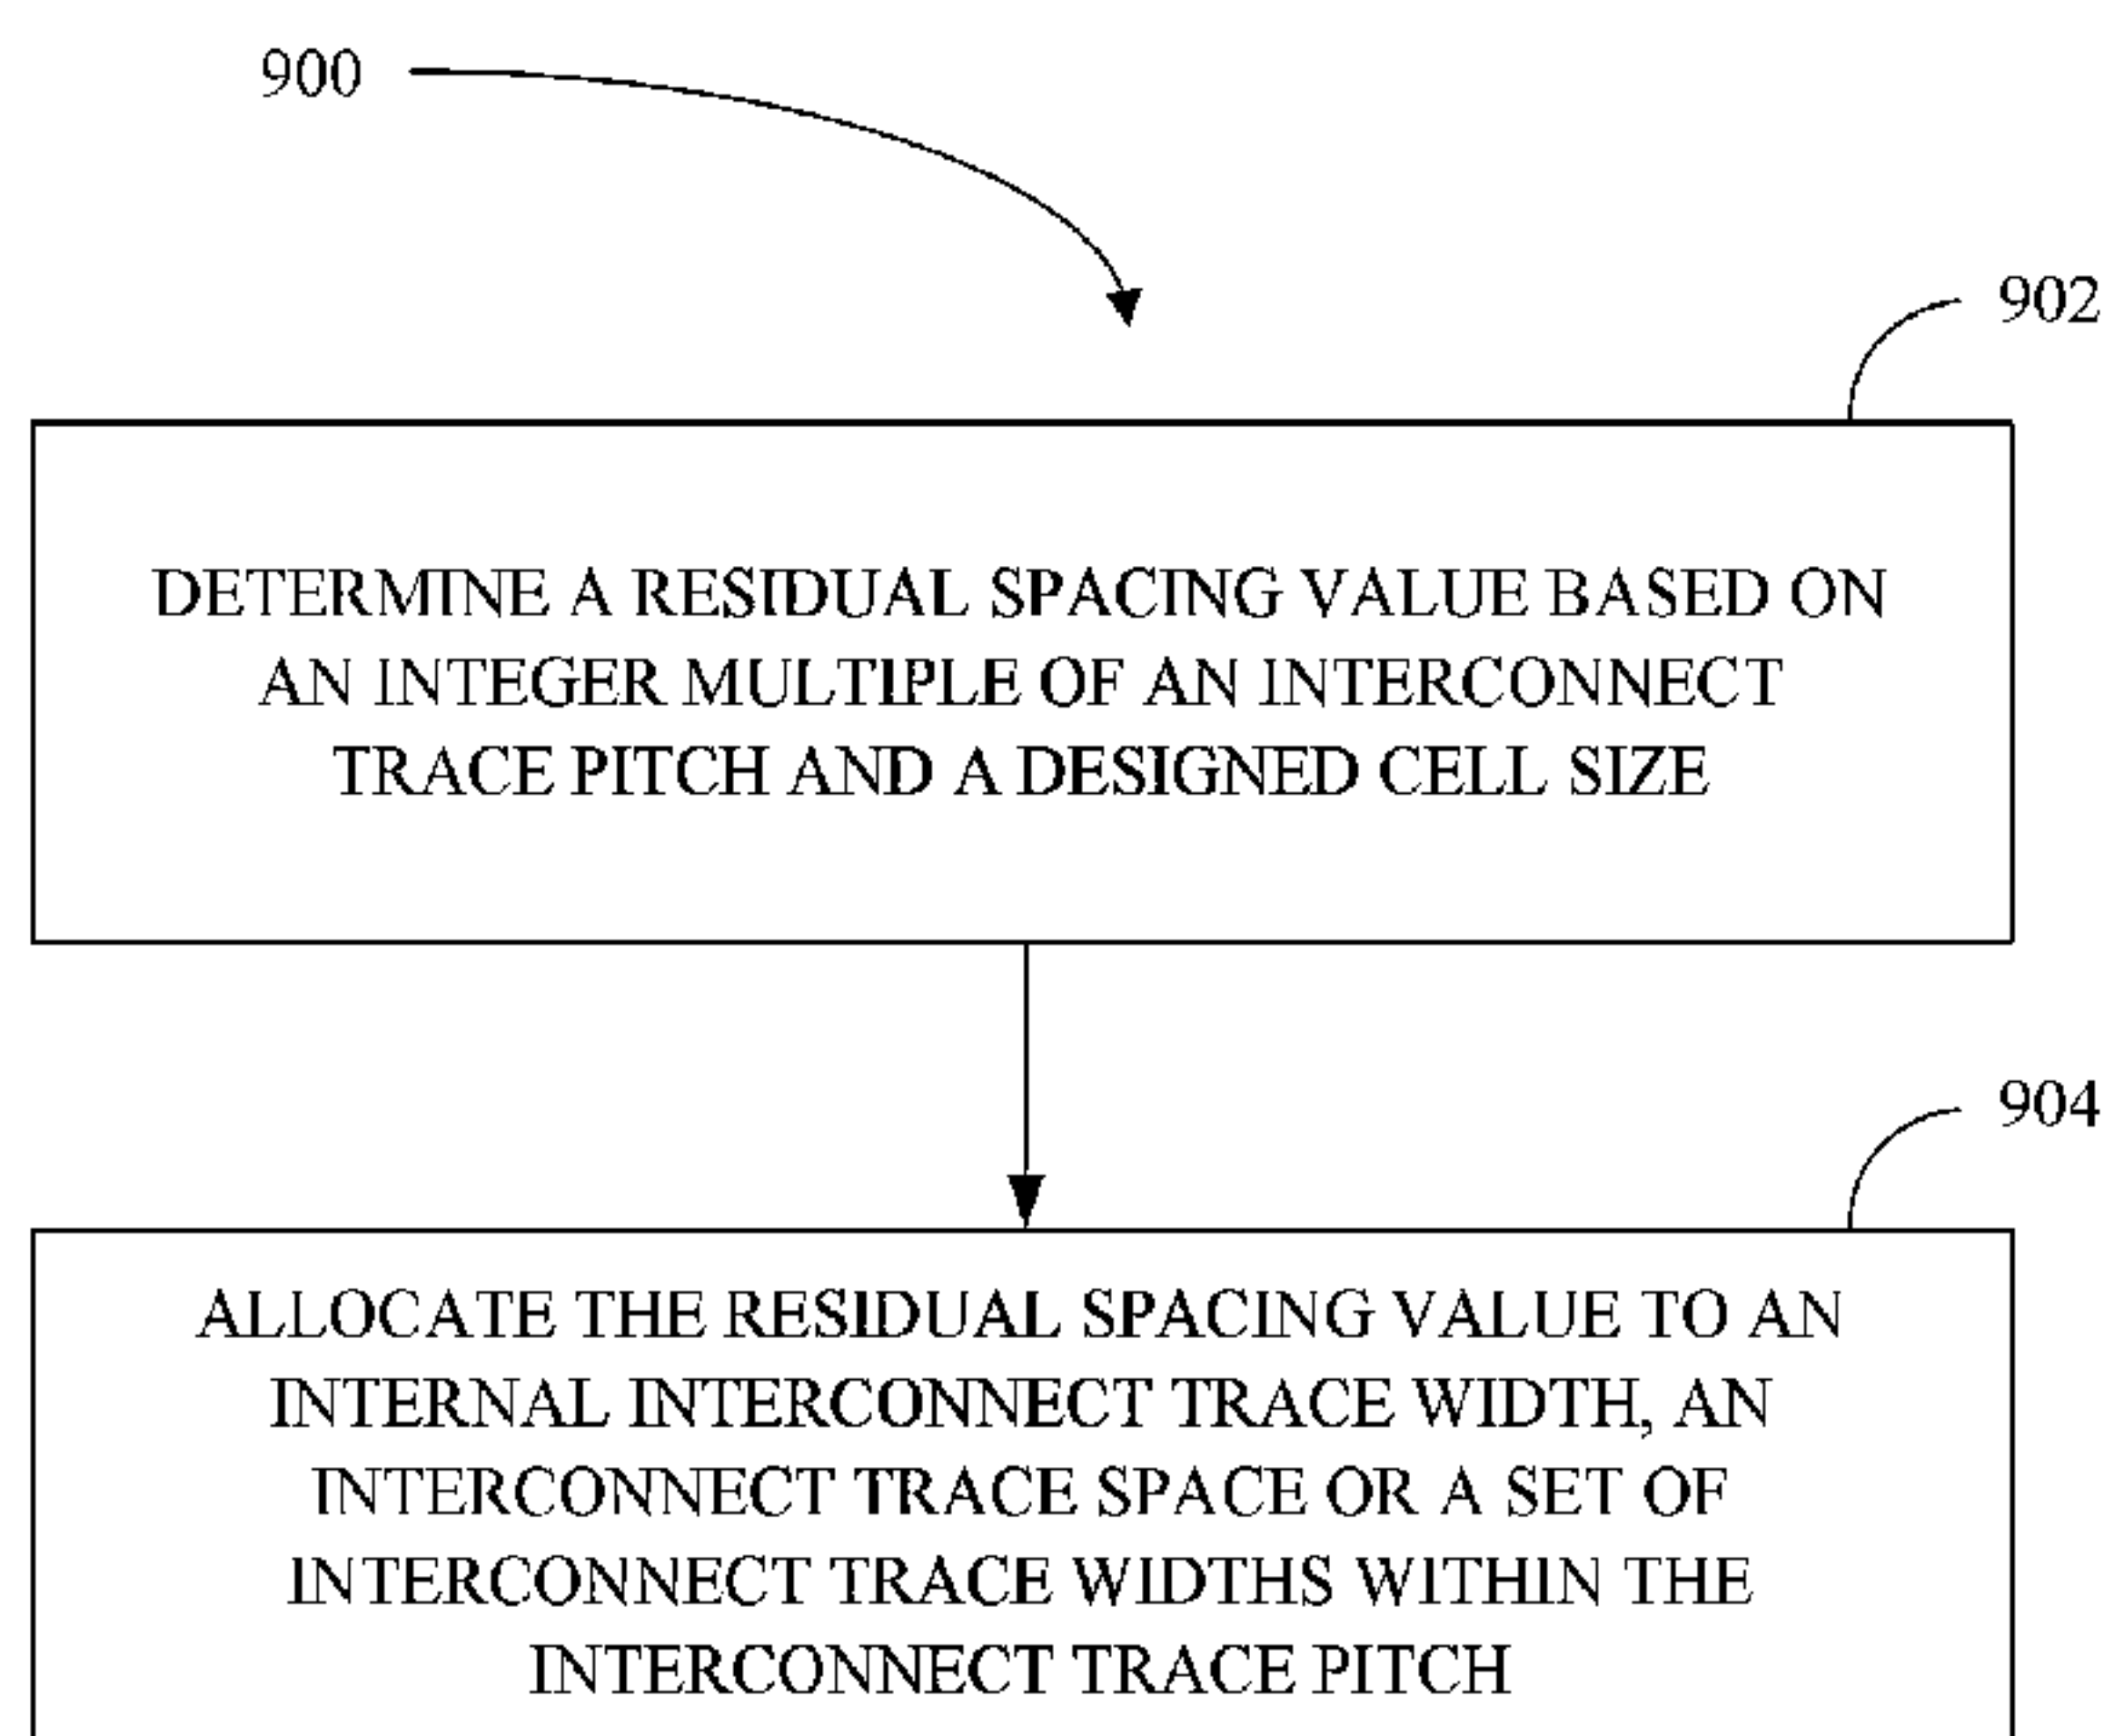 900
902
DETERMINE A RESIDUAL SPACING VALUE BASED ON
AN INTEGER MULTIPLE OF AN INTERCONNECT
TRACE PITCH AND A DESIGNED CELL SIZE
904
ALLOCATE THE RESIDUAL SPACING VALUE TO AN
INTERNAL INTERCONNECT TRACE WIDTH, AN
INTERCONNECT TRACE SPACE OR A SET OF
INTERCONNECT TRACE WIDTHS WITHIN THE
INTERCONNECT TRACE PITCH